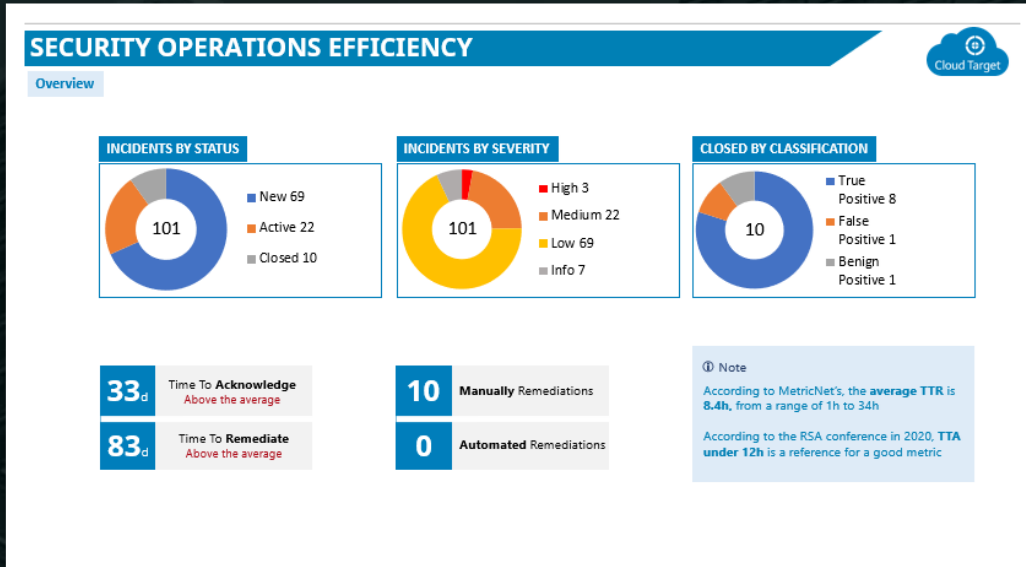 SECURITY OPERATIONS EFFICIENCY
Cloud Target
Overview
INCIDENTS BY STATUS
101
New 69
Active 22
Closed 10
INCIDENTS BY SEVERITY
101
High 3
Medium 22
Low 69
Info 7
CLOSED BY CLASSIFICATION
10
True
Positive 8
False
Positive 1
Benign
Positive 1
33d
Time To Acknowledge
Above the average
83d
Time To Remediate
Above the average
10
Manually Remediations
0
Automated Remediations
ⓘ Note
According to MetricNet's, the average TTR is
8.4h, from a range of 1h to 34h
According to the RSA conference in 2020, TTA
under 12h is a reference for a good metric